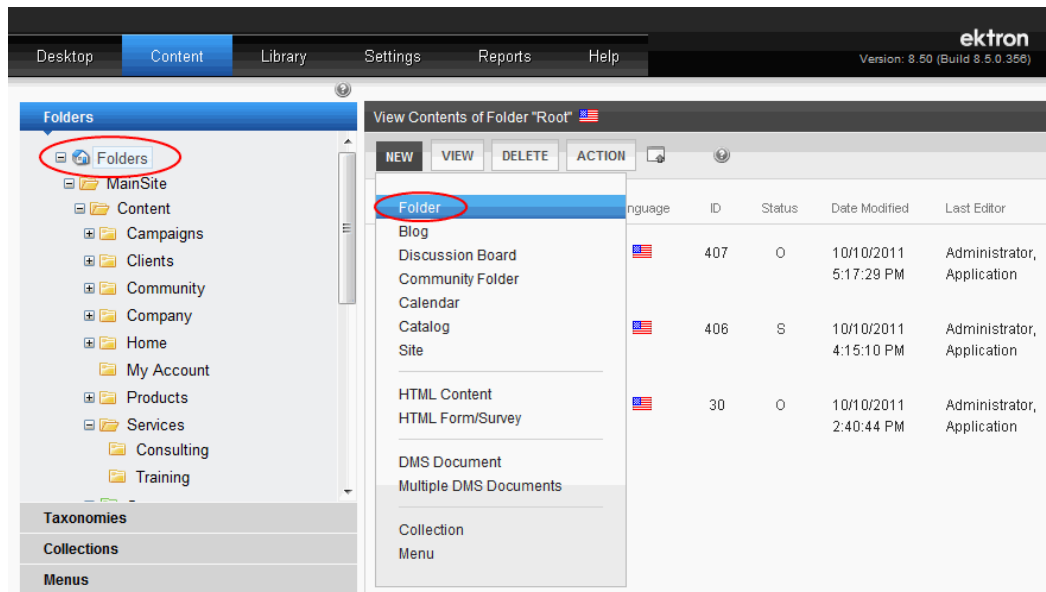 ektron
Desktop Content Library Settings Reports Help
Version: 8.50 (Build 8.5.0.356)
Folders
Folders
MainSite
Content
Campaigns
Clients
Community
Company
Home
My Account
Products
Services
Consulting
Training
Taxonomies
Collections
Menus
View Contents of Folder "Root"
NEW VIEW DELETE ACTION
Folder
Blog
Discussion Board
Community Folder
Calendar
Catalog
Site
HTML Content
HTML Form/Survey
DMS Document
Multiple DMS Documents
Collection
Menu
nguage ID Status Date Modified Last Editor
407 O 10/10/2011 Administrator,
5:17:29 PM Application
406 S 10/10/2011 Administrator,
4:15:10 PM Application
30 O 10/10/2011 Administrator,
2:40:44 PM Application